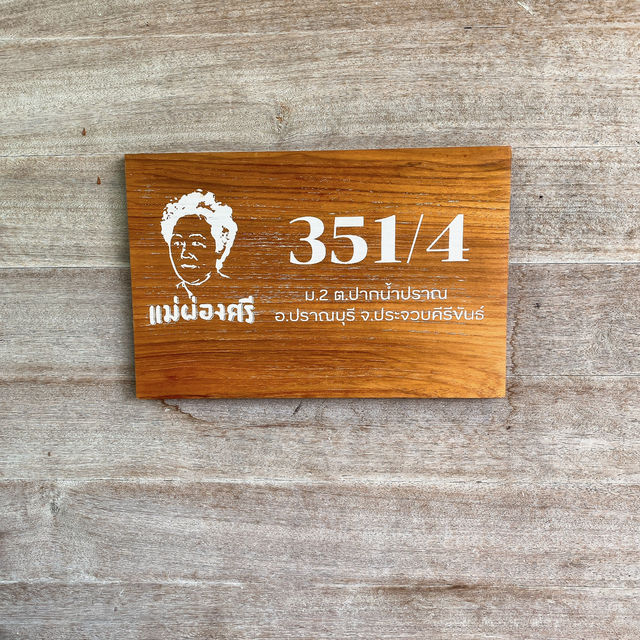 แม่ผ่องศรี
351/4
ม.2 ต.ปากน้ำปราณ
อ.ปราณบุรี จ.ประจวบคีรีขันธ์